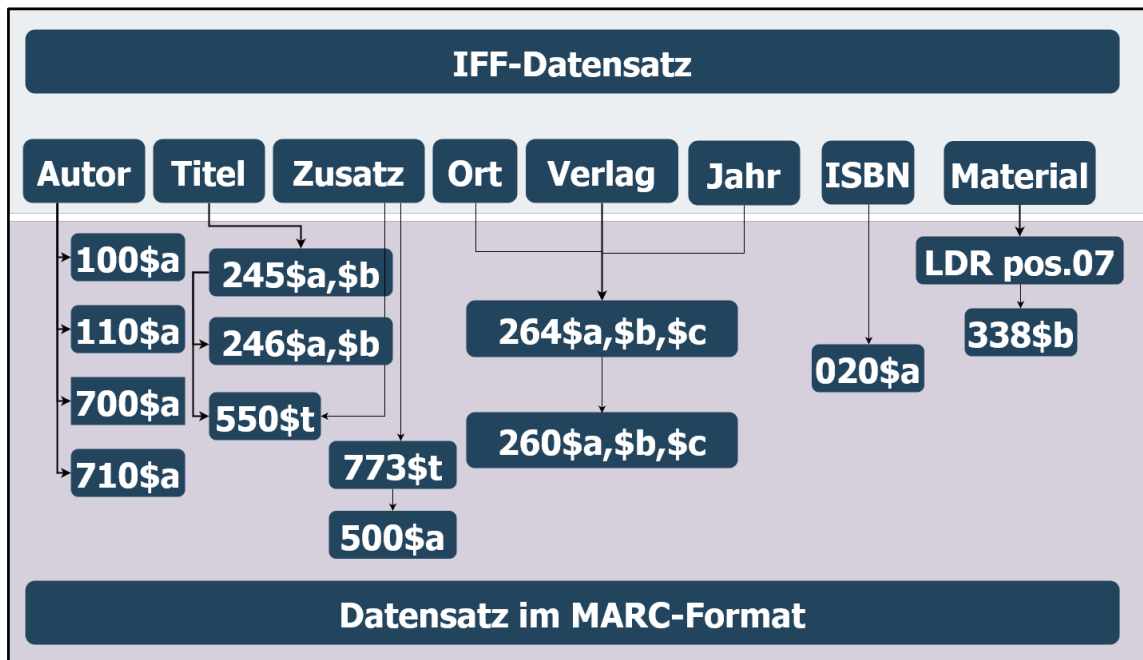 IFF-Datensatz
Autor
Titel
Zusatz
Ort
Verlag
Jahr
ISBN
Material
100$a
110$a
700$a
710$a
245$a,$b
246$a,$b
550$t
773$t
500$a
264$a,$b,$c
260$a,$b,$c
020$a
LDR pos.07
338$b
Datensatz im MARC-Format